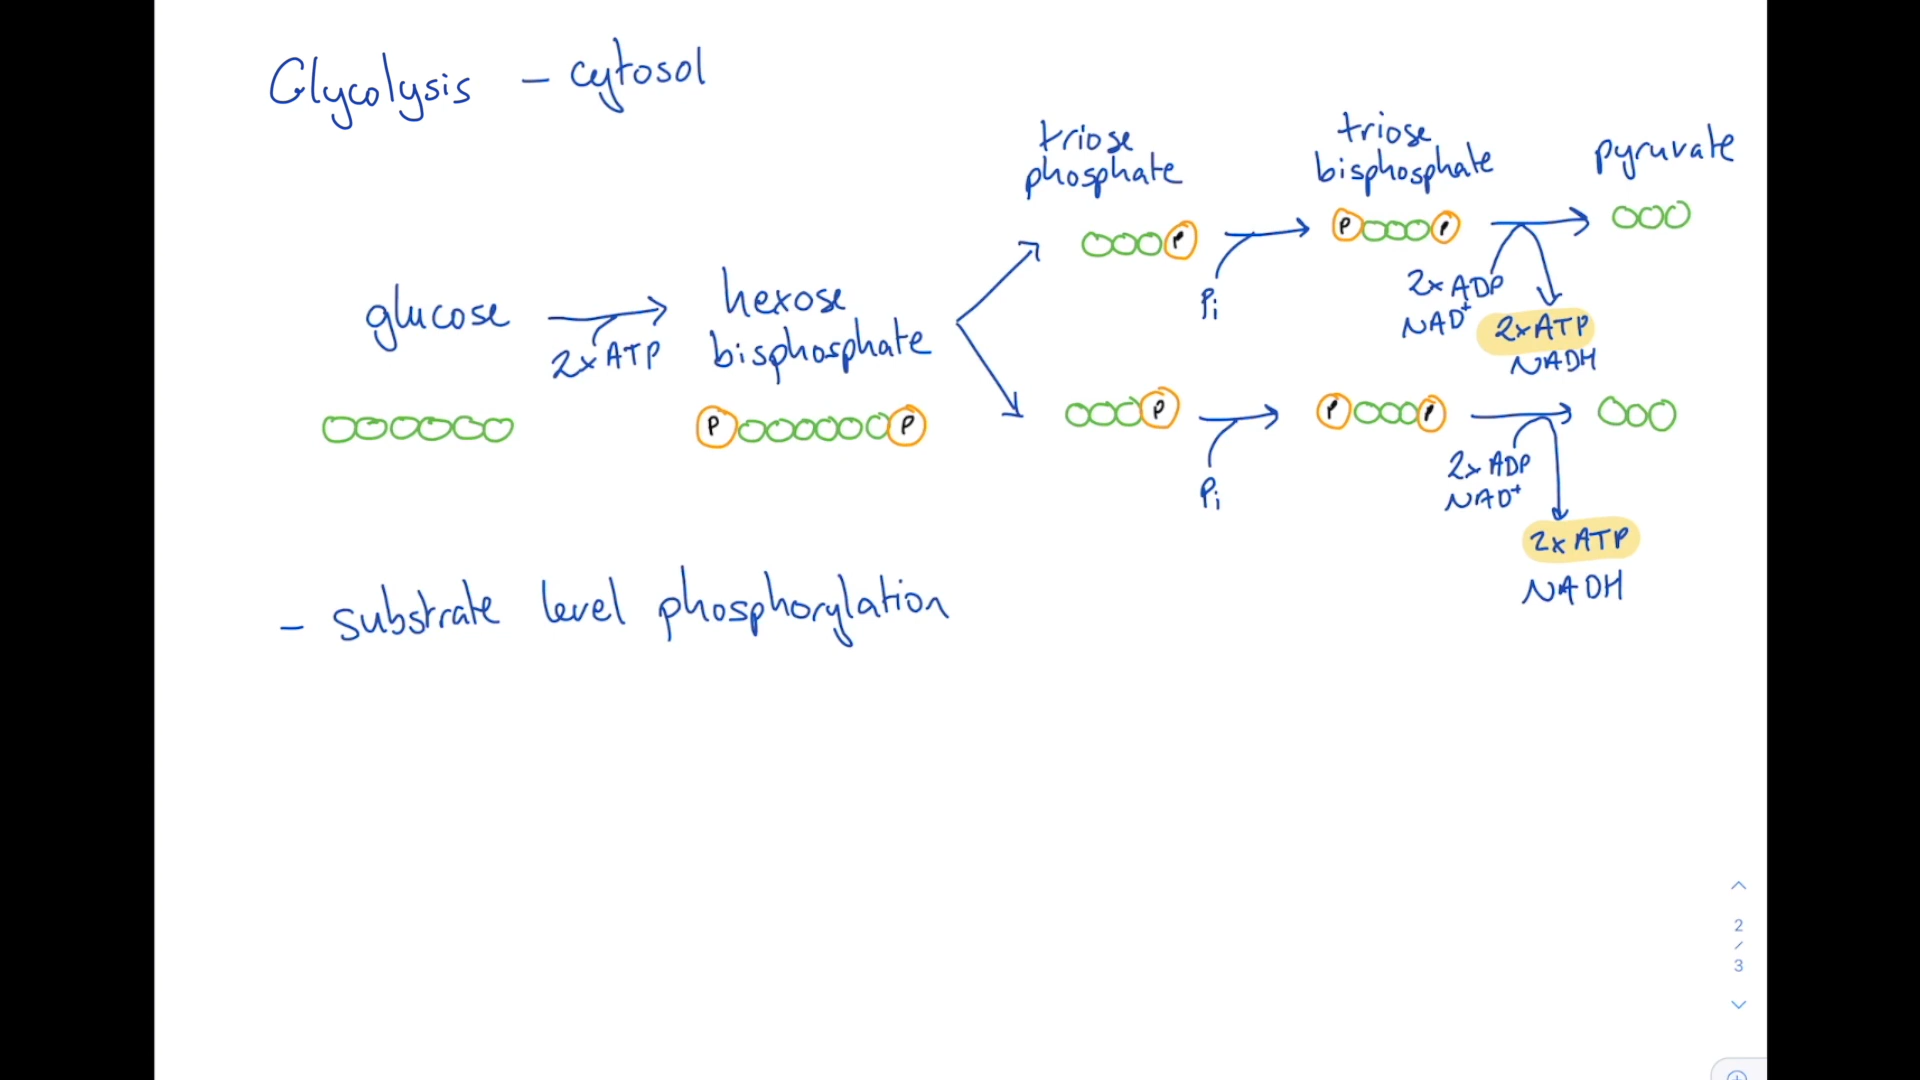 Glycolysis - cytosol
triose
phosphate
triose
bisphosphate
pyruvate
P
P P
Pi
2x ADP
NAD+
2x ATP
NADH
glucose
2x ATP
hexose
bisphosphate
P P
P
P P
Pi
2x ADP
NAD+
2x ATP
NADH
- substrate level phosphorylation
2
/
3